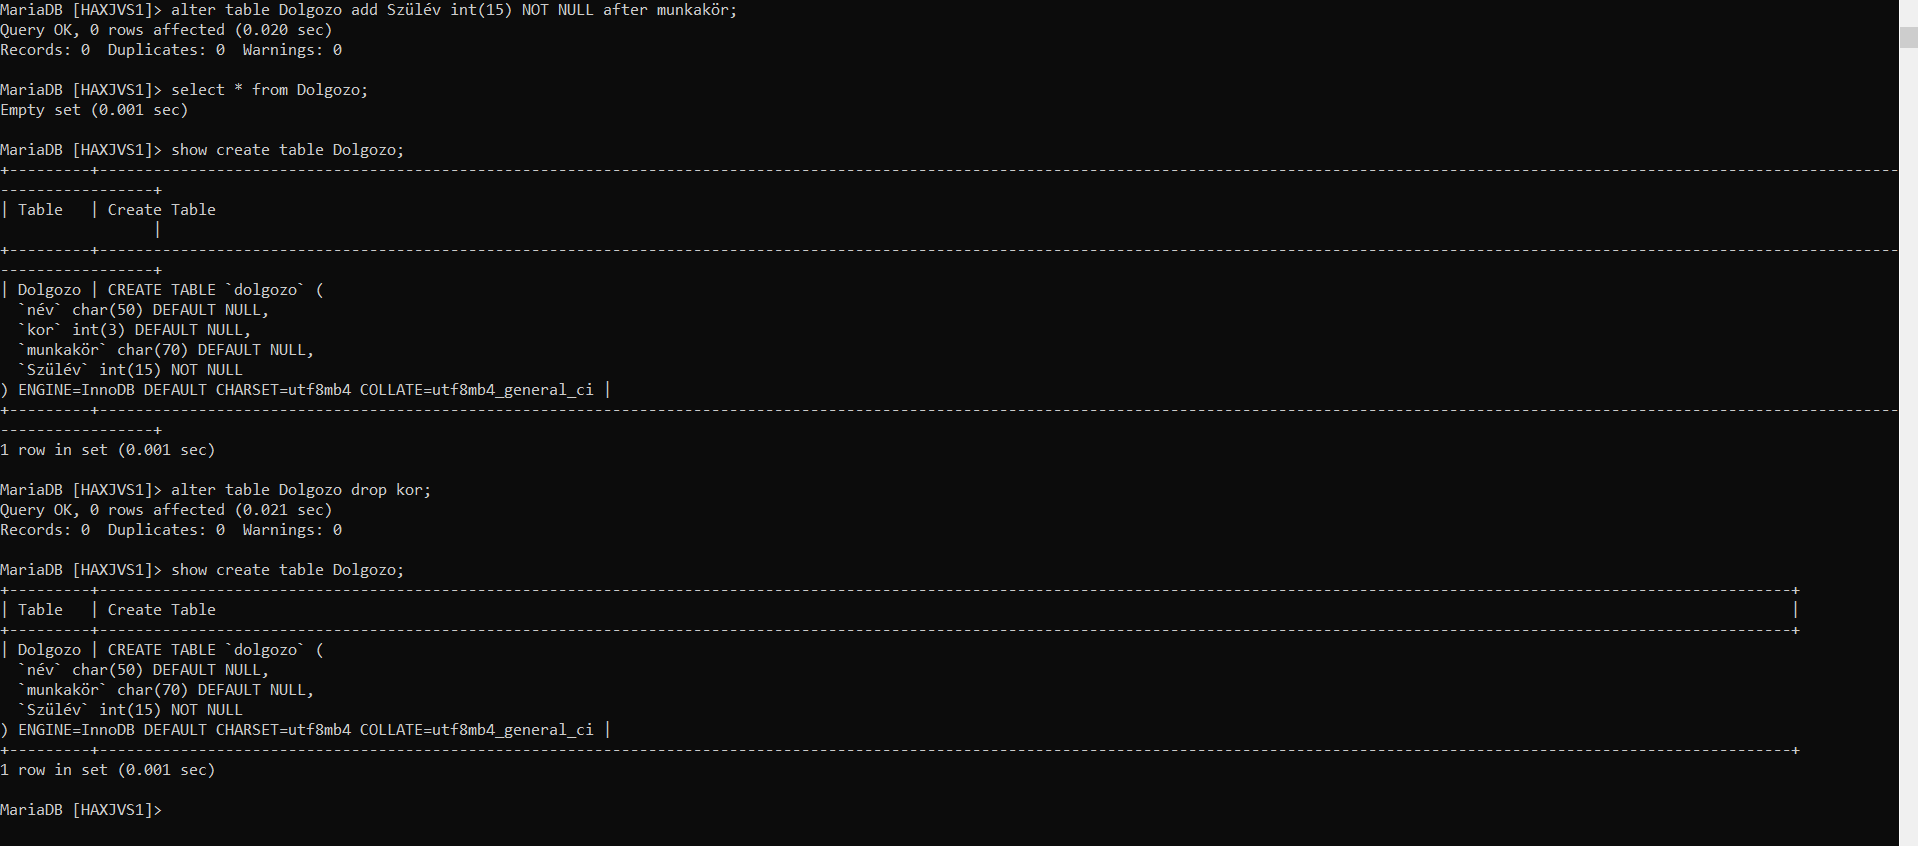 MariaDB [HAXJVS1]> alter table Dolgozo add Szülév int(15) NOT NULL after munkakör;
Query OK, 0 rows affected (0.020 sec)
Records: 0  Duplicates: 0  Warnings: 0
MariaDB [HAXJVS1]> select * from Dolgozo;
Empty set (0.001 sec)
MariaDB [HAXJVS1]> show create table Dolgozo;
| Table   | Create Table
|
| Dolgozo | CREATE TABLE `dolgozo` (
  `név` char(50) DEFAULT NULL,
  `kor` int(3) DEFAULT NULL,
  `munkakör` char(70) DEFAULT NULL,
  `Szülév` int(15) NOT NULL
) ENGINE=InnoDB DEFAULT CHARSET=utf8mb4 COLLATE=utf8mb4_general_ci |
1 row in set (0.001 sec)
MariaDB [HAXJVS1]> alter table Dolgozo drop kor;
Query OK, 0 rows affected (0.021 sec)
Records: 0  Duplicates: 0  Warnings: 0
MariaDB [HAXJVS1]> show create table Dolgozo;
| Table   | Create Table |
| Dolgozo | CREATE TABLE `dolgozo` (
  `név` char(50) DEFAULT NULL,
  `munkakör` char(70) DEFAULT NULL,
  `Szülév` int(15) NOT NULL
) ENGINE=InnoDB DEFAULT CHARSET=utf8mb4 COLLATE=utf8mb4_general_ci |
1 row in set (0.001 sec)
MariaDB [HAXJVS1]>